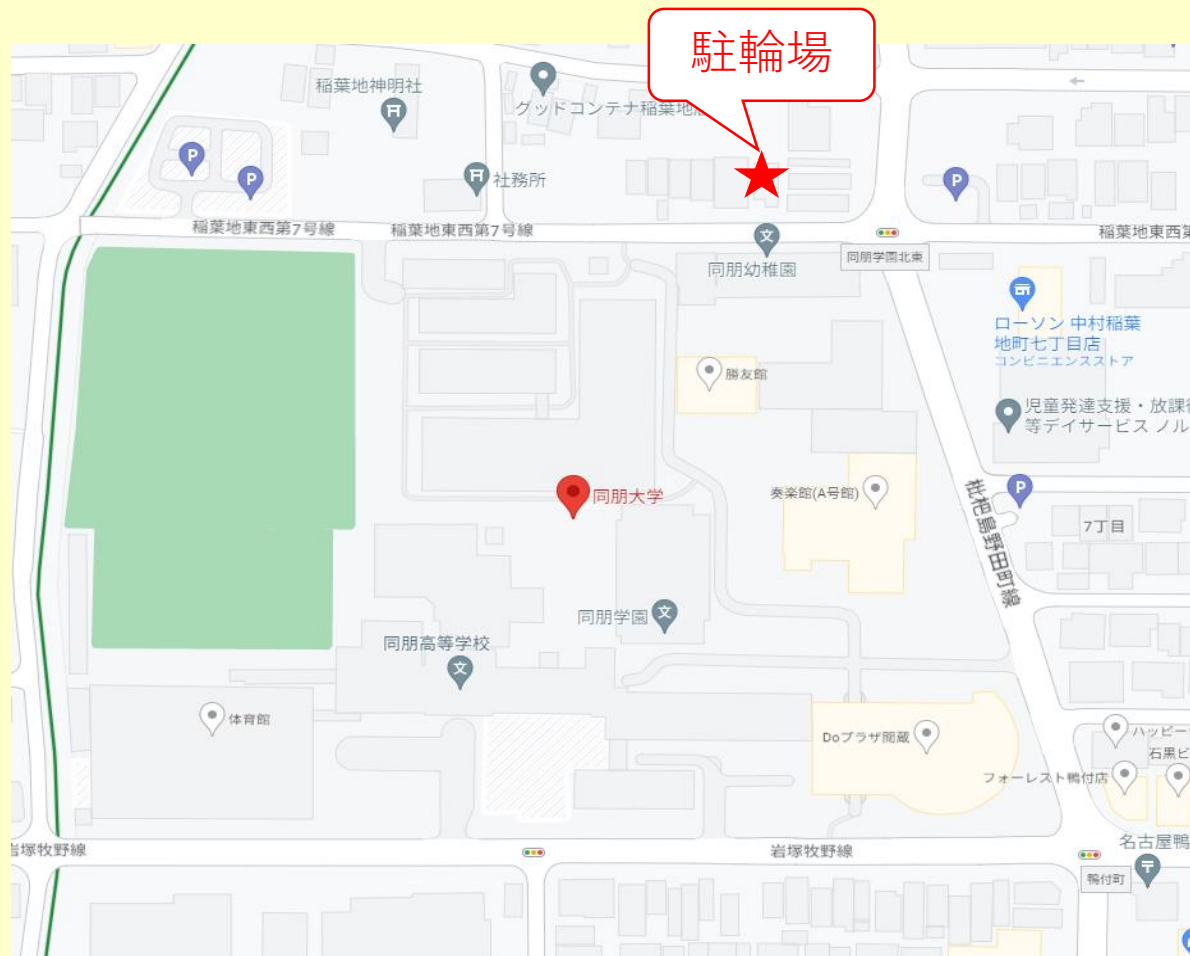 駐輪場
稲葉地神明社
グッドコンテナ稲葉地店
P
P
社務所
P
稲葉地東西第7号線
稲葉地東西第7号線
稲葉地東西第
文
同朋幼稚園
同朋学園北東
ローソン 中村稲葉
地町七丁目店
コンビニエンスストア
勝友館
児童発達支援・放課後
等デイサービス ノル
同朋大学
奏楽館(A号館)
P
枇杷島野田町線
7丁目
同朋学園
文
同朋高等学校
文
体育館
Doプラザ閲蔵
ハッピー
石黒ビ
フォーレスト鴨付店
岩塚牧野線
岩塚牧野線
名古屋鴨
鴨付町